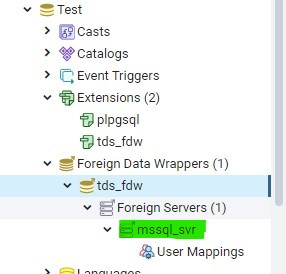 Test
Casts
Catalogs
Event Triggers
Extensions (2)
plpgsql
tds_fdw
Foreign Data Wrappers (1)
tds_fdw
Foreign Servers (1)
mssql_svr
User Mappings
Languages